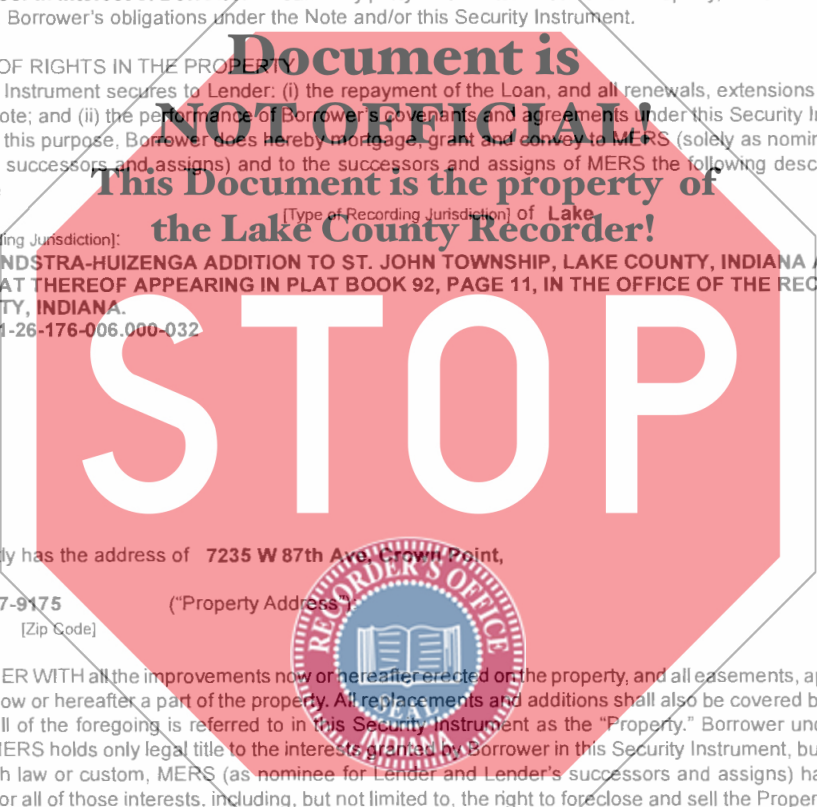 Borrower's obligations under the Note and/or this Security Instrument.
Document is
OF RIGHTS IN THE PROPERTY
Instrument secures to Lender: (i) the repayment of the Loan, and all renewals, extensions
ote; and (ii) the performance of Borrower's covenants and agreements under this Security In
NOT OFFICIAL!
this purpose, Borrower does hereby mortgage, grant and convey to MERS (solely as nomin
successors and assigns) and to the successors and assigns of MERS the following desc
This Document is the property of
[Type of Recording Jurisdiction] of Lake
the Lake County Recorder!
ding Jurisdiction]:
NDSTRA-HUIZENGA ADDITION TO ST. JOHN TOWNSHIP, LAKE COUNTY, INDIANA A
AT THEREOF APPEARING IN PLAT BOOK 92, PAGE 11, IN THE OFFICE OF THE REC
TY, INDIANA.
1-26-176-006.000-032
STOP
tly has the address of 7235 W 87th Ave, Crown Point,
RECORDER'S OFFICE
7-9175 ("Property Address"):
[Zip Code]
ER WITH all the improvements now or hereafter erected on the property, and all easements, ap
ow or hereafter a part of the property. All replacements and additions shall also be covered b
SEAL
ll of the foregoing is referred to in this Security Instrument as the "Property." Borrower und
INDIANA
MERS holds only legal title to the interests granted by Borrower in this Security Instrument, bu
h law or custom, MERS (as nominee for Lender and Lender's successors and assigns) ha
or all of those interests, including, but not limited to, the right to foreclose and sell the Proper